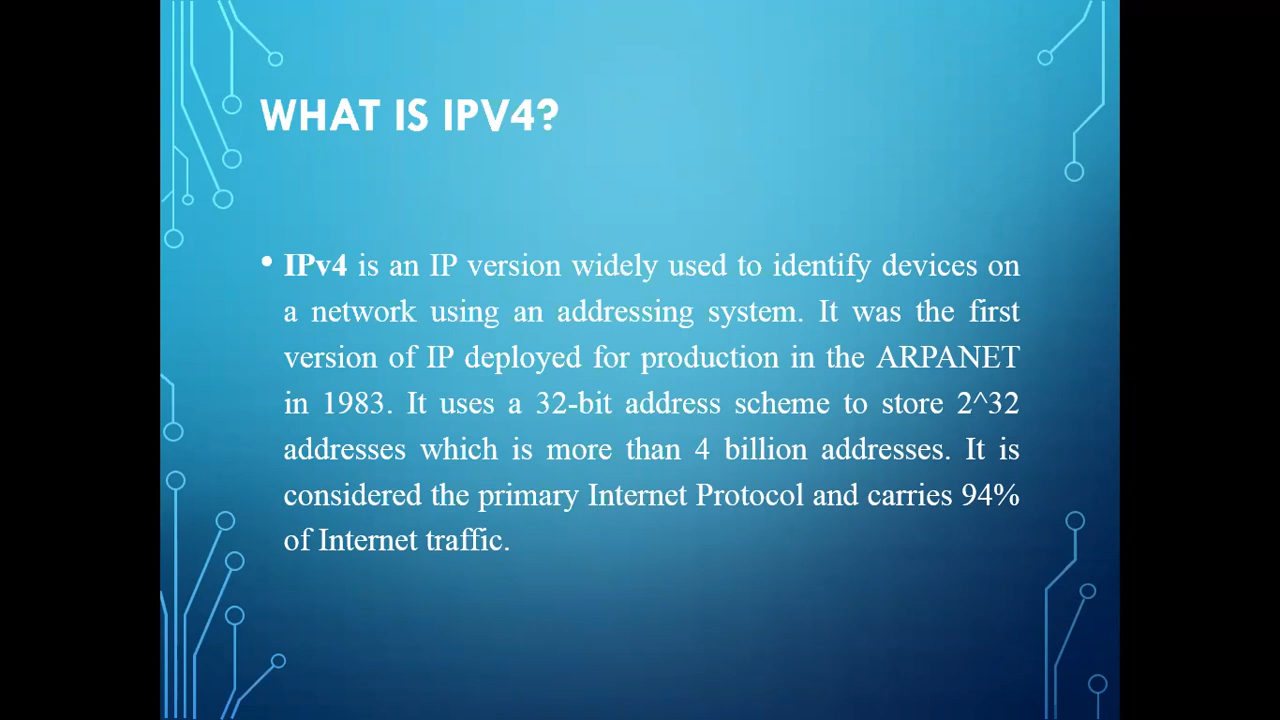 WHAT IS IPV4?
• IPv4 is an IP version widely used to identify devices on
a network using an addressing system. It was the first
version of IP deployed for production in the ARPANET
in 1983. It uses a 32-bit address scheme to store 2^32
addresses which is more than 4 billion addresses. It is
considered the primary Internet Protocol and carries 94%
of Internet traffic.